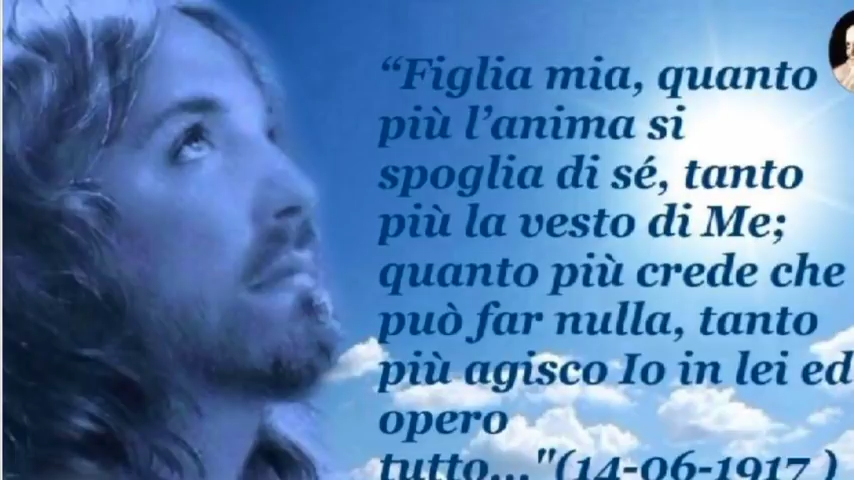 “Figlia mia, quanto
più l’anima si
spoglia di sé, tanto
più la vesto di Me;
quanto più crede che
può far nulla, tanto
più agisco Io in lei ed
opero
tutto..."(14-06-1917 )